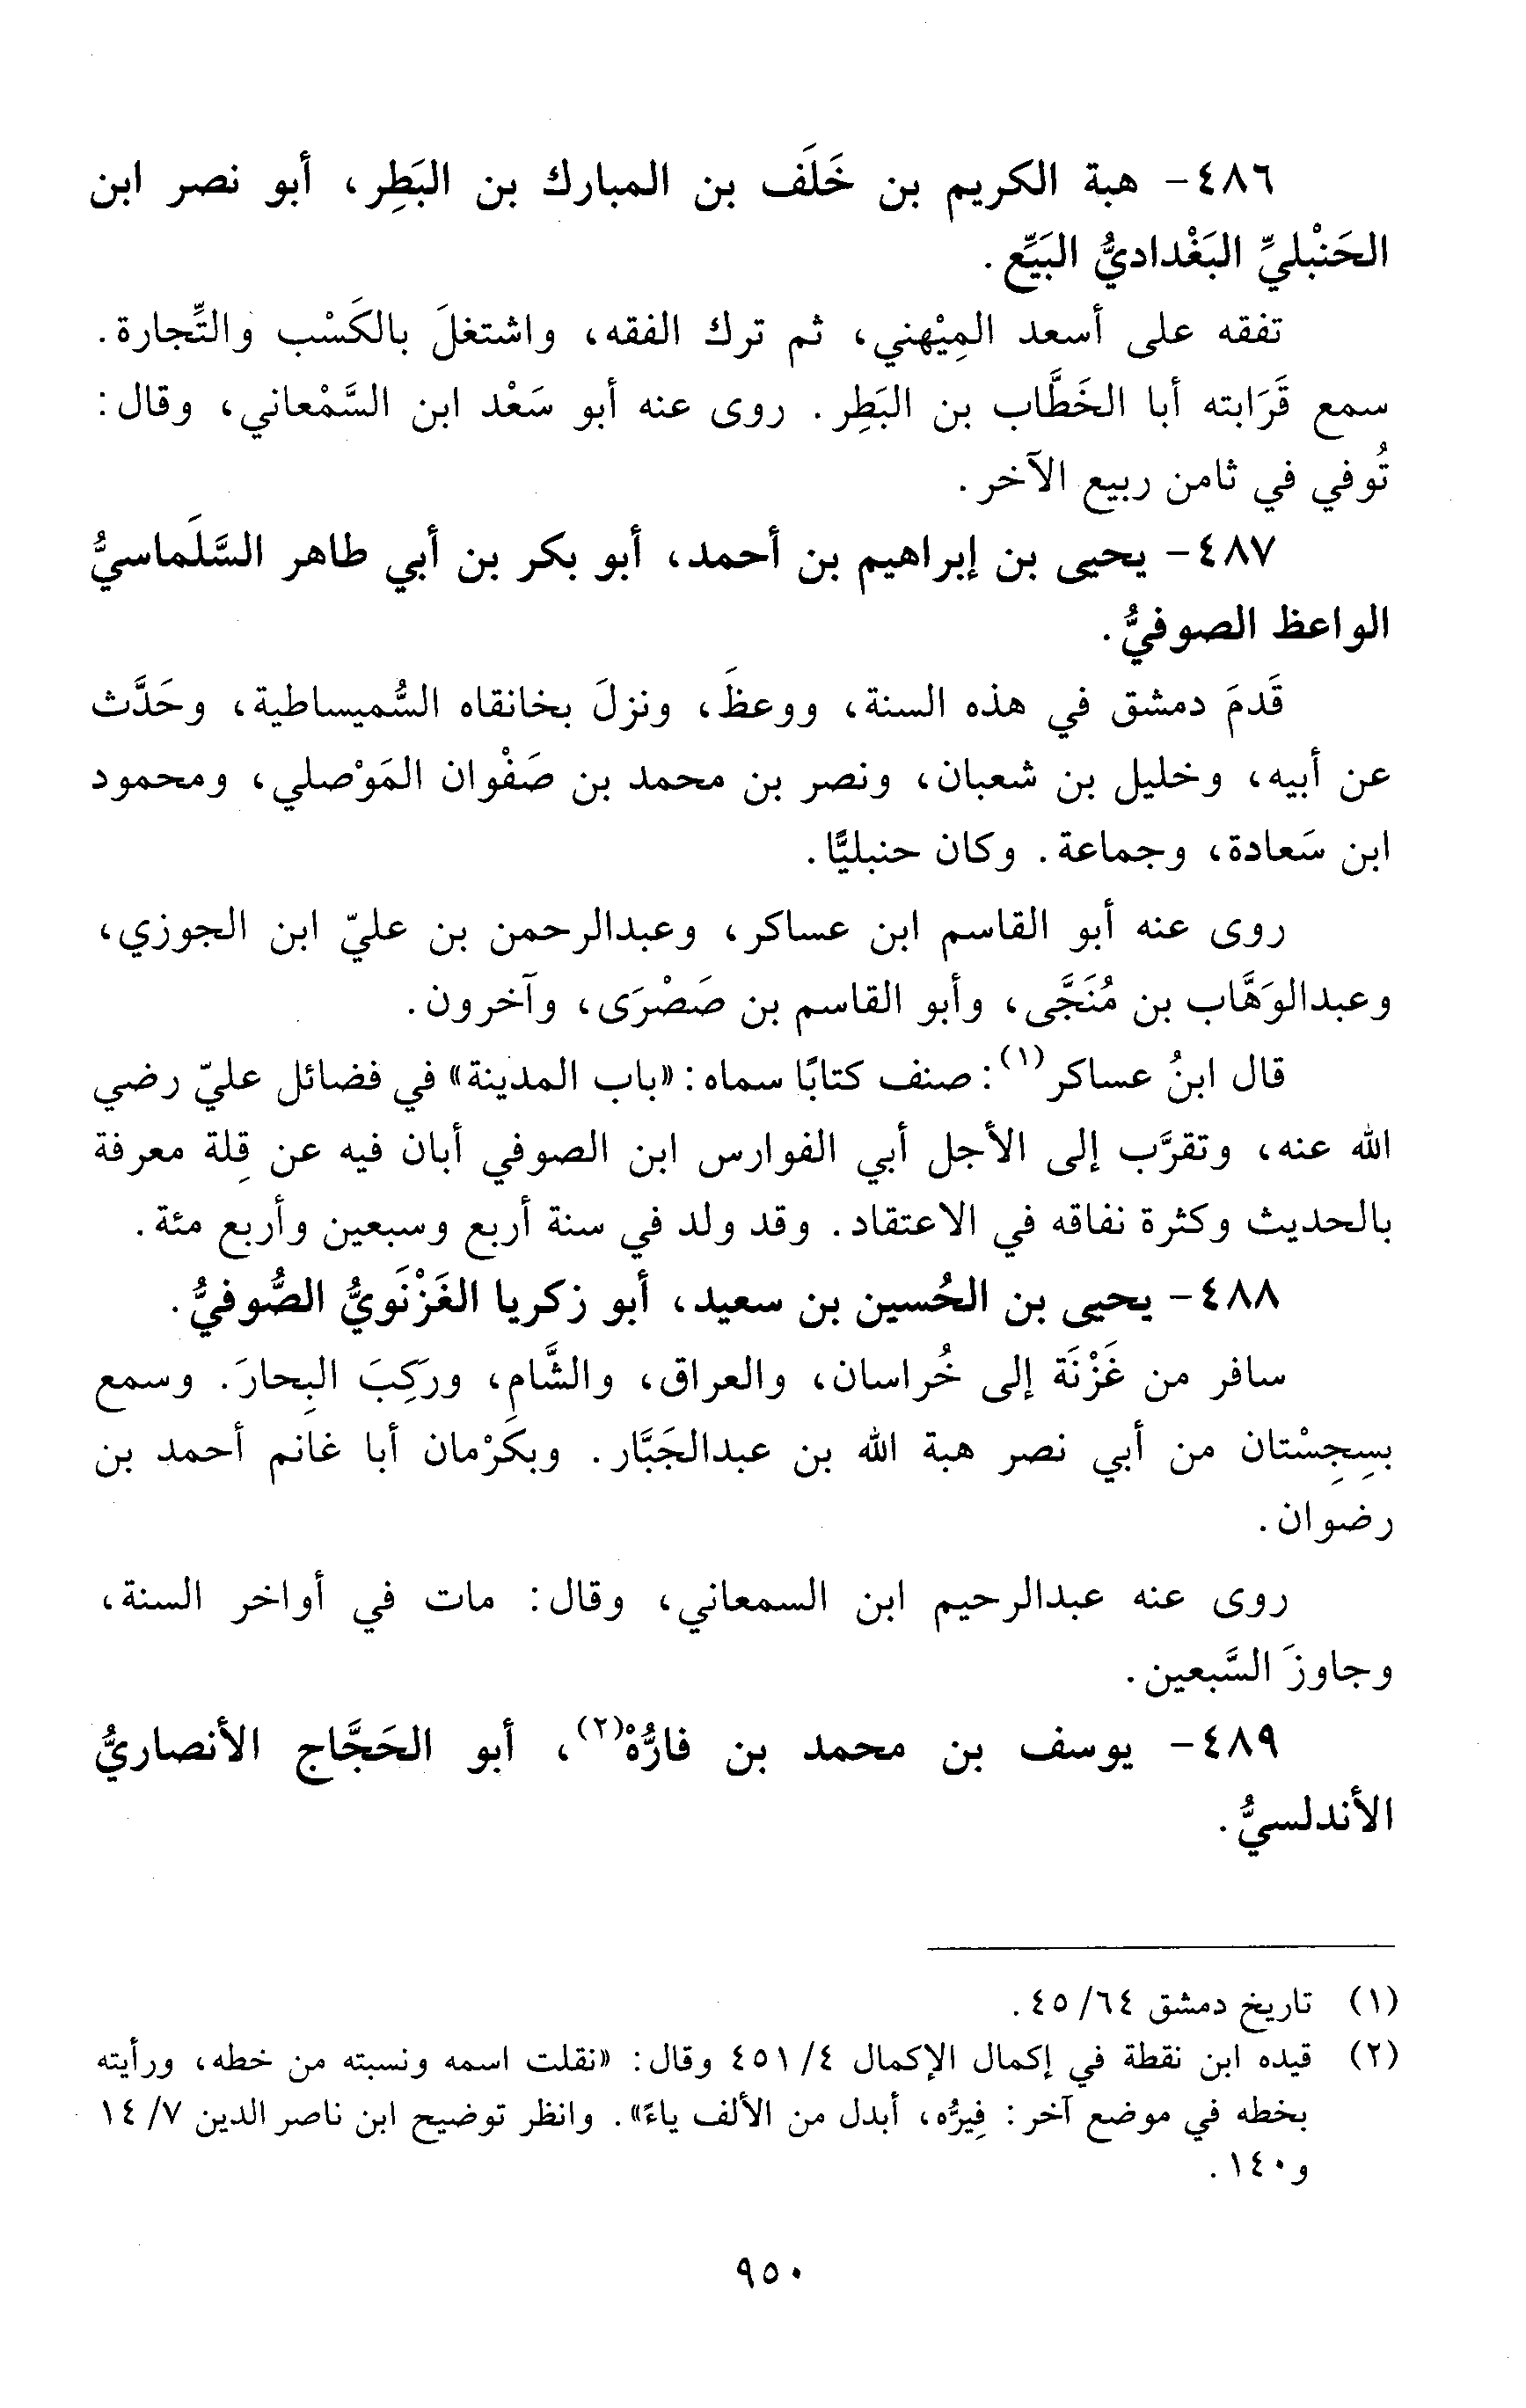 ٤٨٦- هبة الكريم بن خَلَف بن المبارك بن البَطِر، أبو نصر ابن
الحَنْبليِّ البَغْداديُّ البَيِّع.
تفقه على أسعد المِيْهني، ثم ترك الفقه، واشتغلَ بالكَسْب والتِّجارة.
سمع قَرَابته أبا الخَطَّاب بن البَطِر. روى عنه أبو سَعْد ابن السَّمْعاني، وقال:
تُوفي في ثامن ربيع الآخر.
٤٨٧- يحيى بن إبراهيم بن أحمد، أبو بكر بن أبي طاهر السَّلَماسيُّ
الواعظ الصوفيُّ.
قَدمَ دمشق في هذه السنة، ووعظَ، ونزلَ بخانقاه السُّميساطية، وحَدَّث
عن أبيه، وخليل بن شعبان، ونصر بن محمد بن صَفْوان المَوْصلي، ومحمود
ابن سَعادة، وجماعة. وكان حنبليًّا.
روى عنه أبو القاسم ابن عساكر، وعبدالرحمن بن عليّ ابن الجوزي،
وعبدالوَهَّاب بن مُنَجَّى، وأبو القاسم بن صَصْرَى، وآخرون.
قال ابنُ عساكر(١): صنف كتابًا سماه: «باب المدينة» في فضائل عليّ رضي
الله عنه، وتقرَّب إلى الأجل أبي الفوارس ابن الصوفي أبان فيه عن قِلة معرفة
بالحديث وكثرة نفاقه في الاعتقاد. وقد ولد في سنة أربع وسبعين وأربع مئة.
٤٨٨- يحيى بن الحُسين بن سعيد، أبو زكريا الغَزْنَويُّ الصُّوفيُّ.
سافر من غَزْنَة إلى خُراسان، والعراق، والشَّامِ، ورَكِبَ البِحارَ. وسمع
بسِجِسْتان من أبي نصر هبة الله بن عبدالجَبَّار. وبكَرْمان أبا غانم أحمد بن
رضوان.
روى عنه عبدالرحيم ابن السمعاني، وقال: مات في أواخر السنة،
وجاوزَ السَّبعين.
٤٨٩- يوسف بن محمد بن فارُّهْ(٢)، أبو الحَجَّاج الأنصاريُّ
الأندلسيُّ.
(١) تاريخ دمشق ٦٤/ ٤٥.
(٢) قيده ابن نقطة في إكمال الإكمال ٤/ ٤٥١ وقال: «نقلت اسمه ونسبته من خطه، ورأيته
بخطه في موضع آخر: فِيرُّه، أبدل من الألف ياءً». وانظر توضيح ابن ناصر الدين ٧/ ١٤
و١٤٠.
٩٥٠